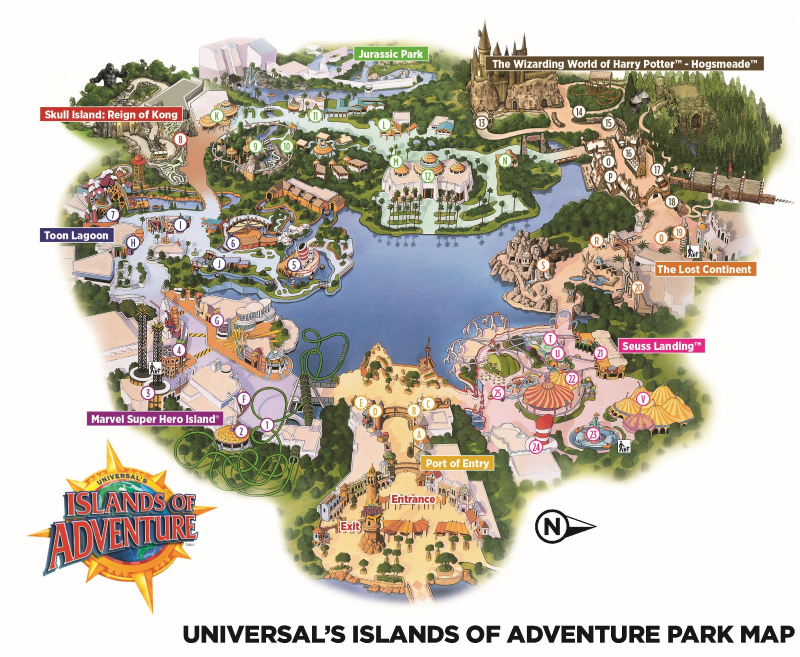 Jurassic Park
The Wizarding World of Harry Potter™ - Hogsmeade™
Skull Island: Reign of Kong
K
11
L
13
14
15
8
9
10
M
12
N
O
P
16
17
18
7
I
H
6
J
5
Toon Lagoon
R
Q
19
S
20
The Lost Continent
G
4
3
T
U
21
Seuss Landing™
22
25
V
F
E
D
B
C
A
1
2
23
24
Marvel Super Hero Island®
Port of Entry
Entrance
Exit
N
UNIVERSAL'S
ISLANDS OF
ADVENTURE
UNIVERSAL'S ISLANDS OF ADVENTURE PARK MAP